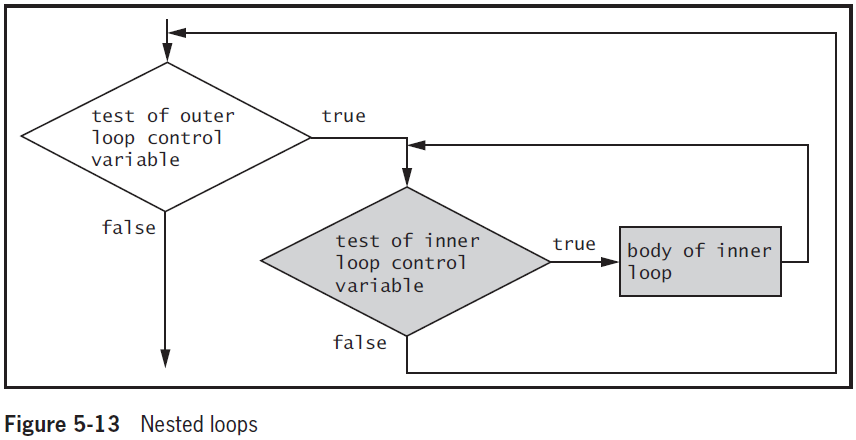 test of outer
loop control
variable
true
false
test of inner
loop control
variable
true
body of inner
loop
false
Figure 5-13 Nested loops